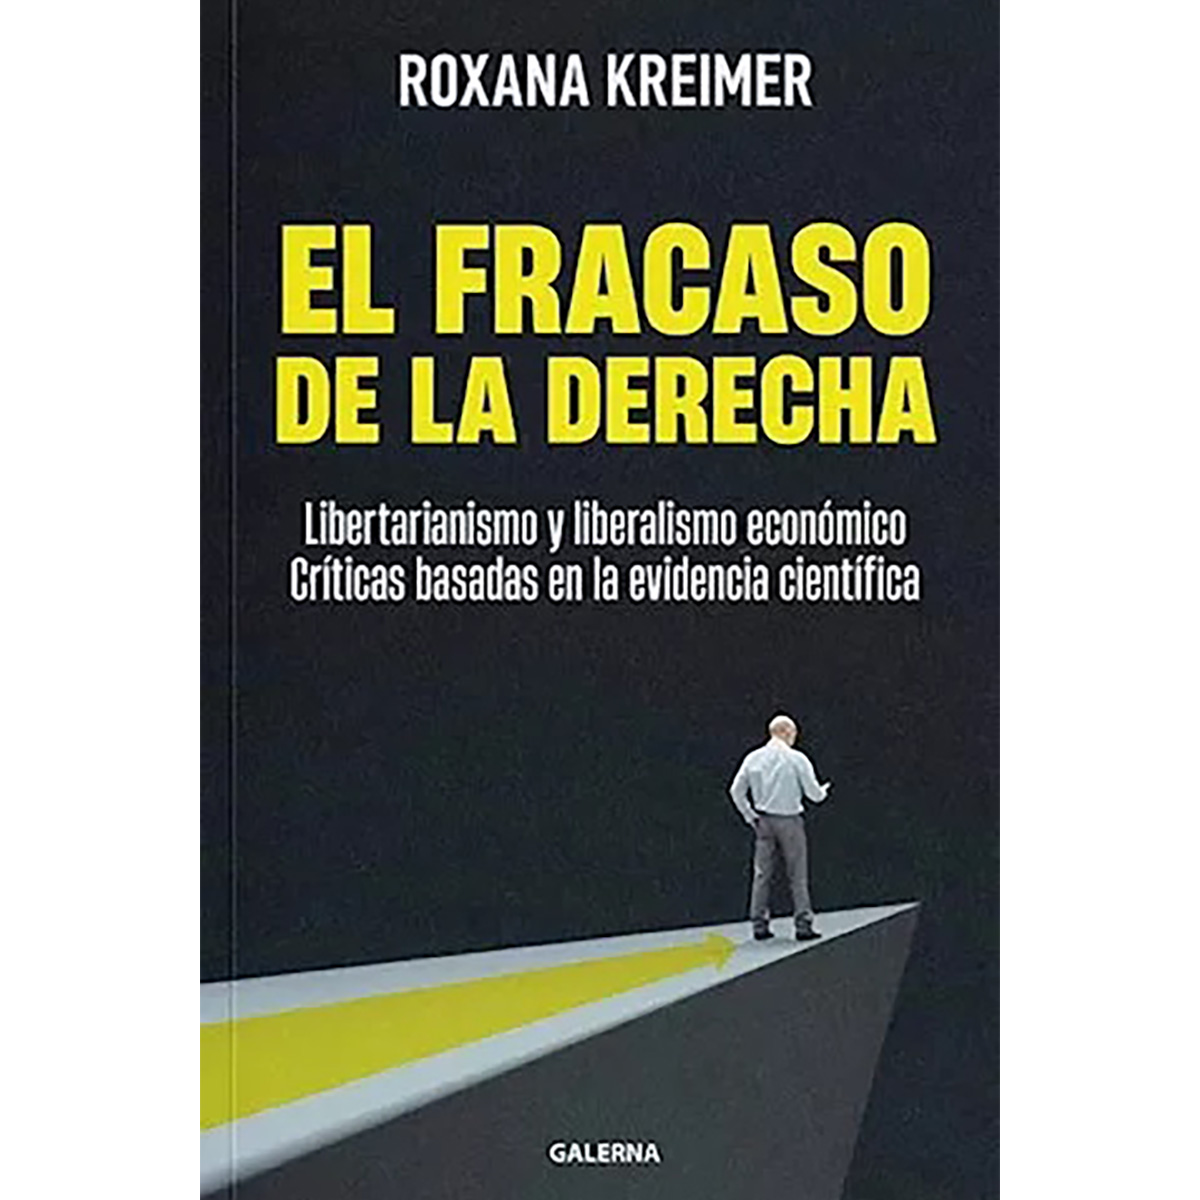 ROXANA KREIMER
EL FRACASO
DE LA DERECHA
Libertarianismo y liberalismo económico
Críticas basadas en la evidencia científica
GALERNA